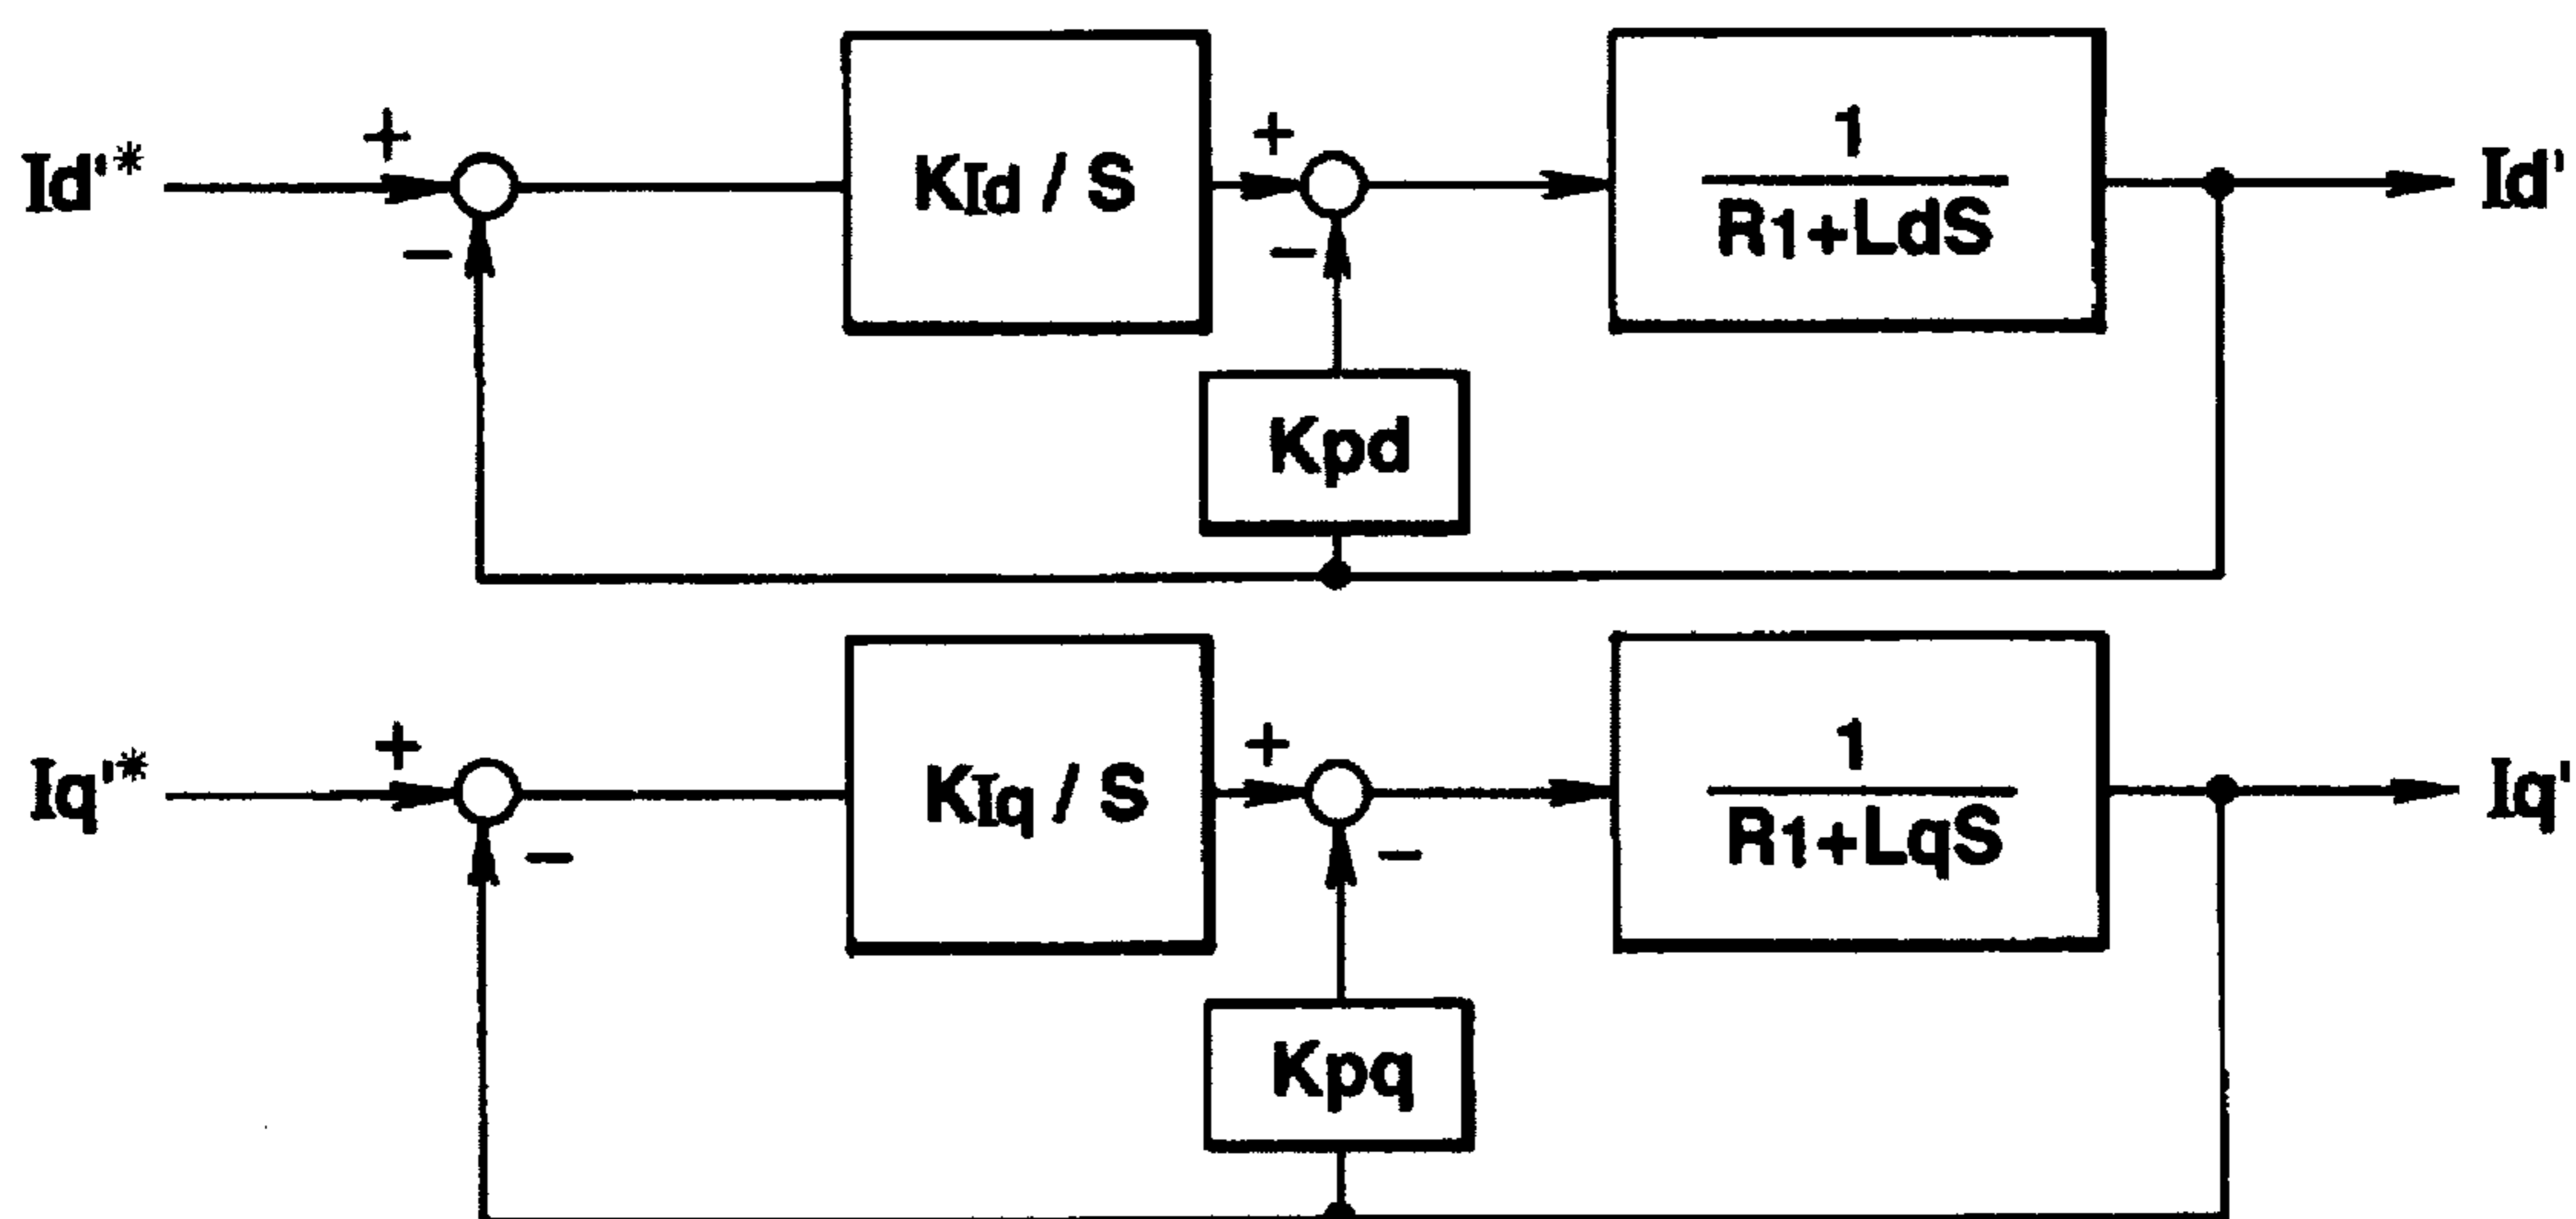 Id'* + − KId / S + − 1 Id'
R1+LdS
Kpd
Iq'* + − KIq / S + − 1 Iq'
R1+LqS
Kpq